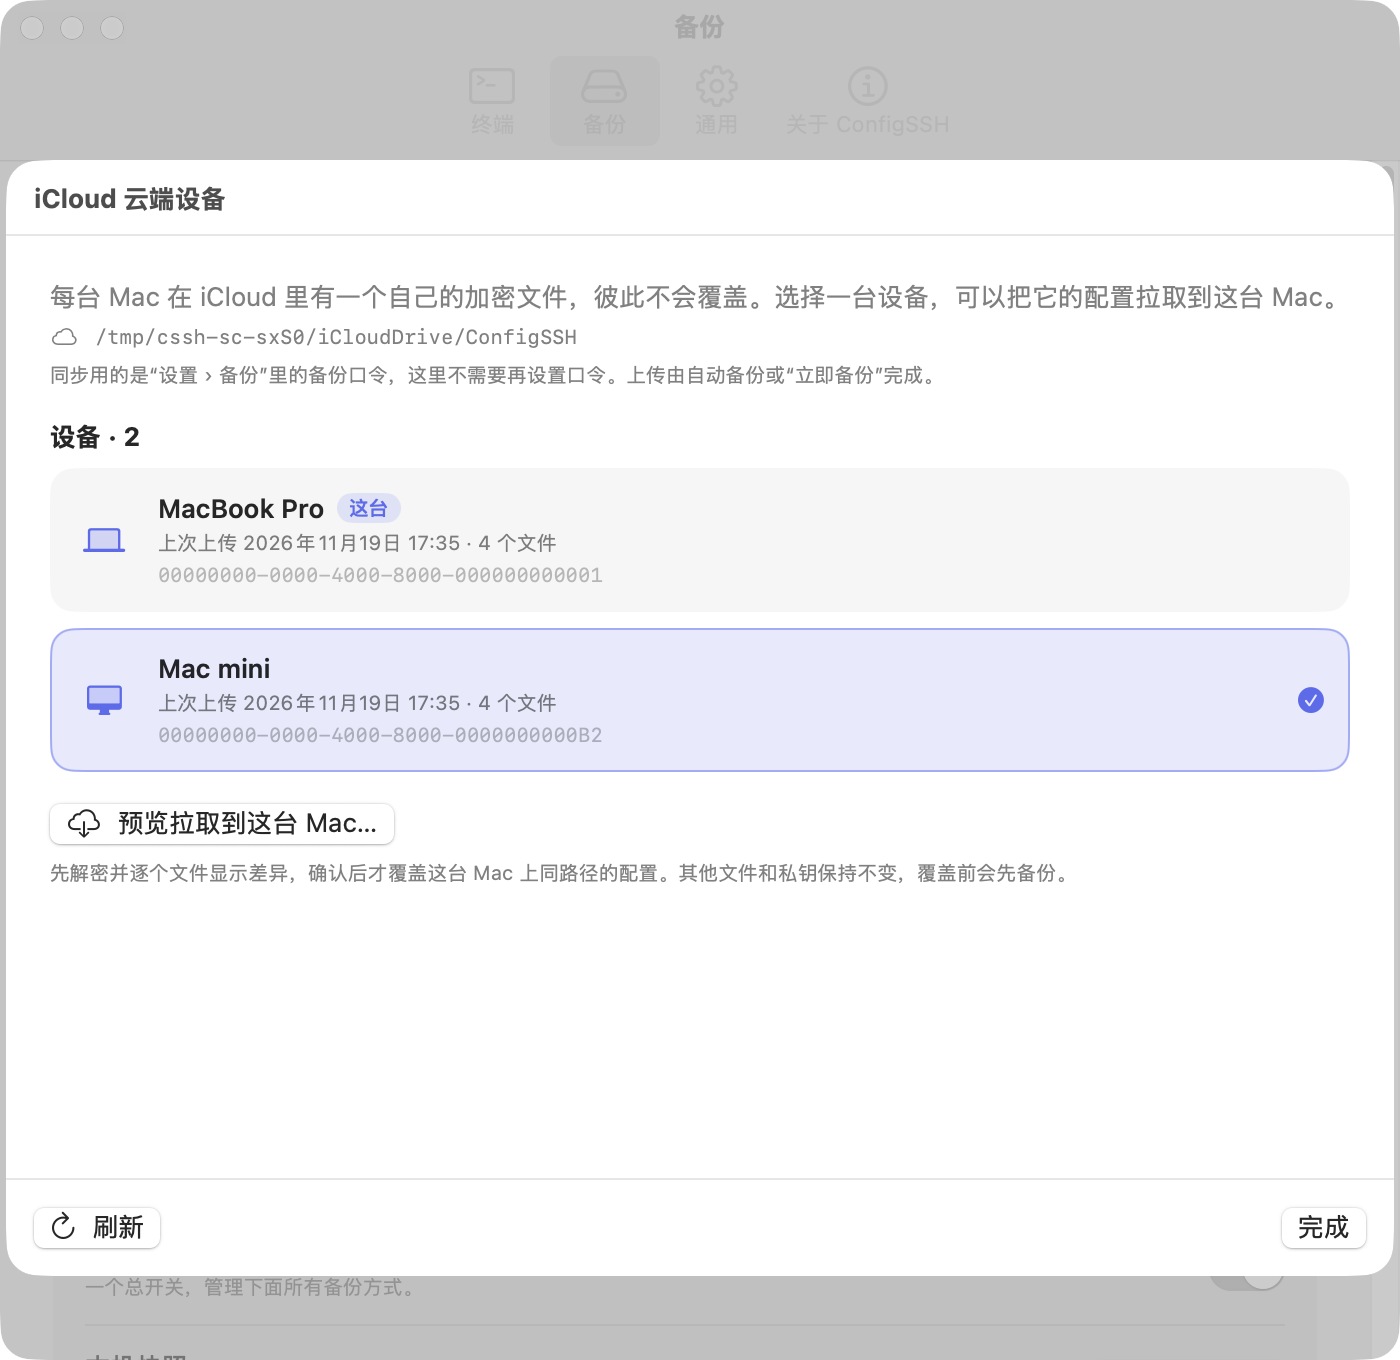 备份
终端
备份
通用
关于 ConfigSSH
iCloud 云端设备
每台 Mac 在 iCloud 里有一个自己的加密文件，彼此不会覆盖。选择一台设备，可以把它的配置拉取到这台 Mac。
/tmp/cssh-sc-sxS0/iCloudDrive/ConfigSSH
同步用的是“设置 › 备份”里的备份口令，这里不需要再设置口令。上传由自动备份或“立即备份”完成。
设备 · 2
MacBook Pro 这台
上次上传 2026年11月19日 17:35 · 4 个文件
00000000-0000-4000-8000-000000000001
Mac mini
上次上传 2026年11月19日 17:35 · 4 个文件
00000000-0000-4000-8000-0000000000B2
预览拉取到这台 Mac...
先解密并逐个文件显示差异，确认后才覆盖这台 Mac 上同路径的配置。其他文件和私钥保持不变，覆盖前会先备份。
刷新
完成
一个总开关，管理下面所有备份方式。